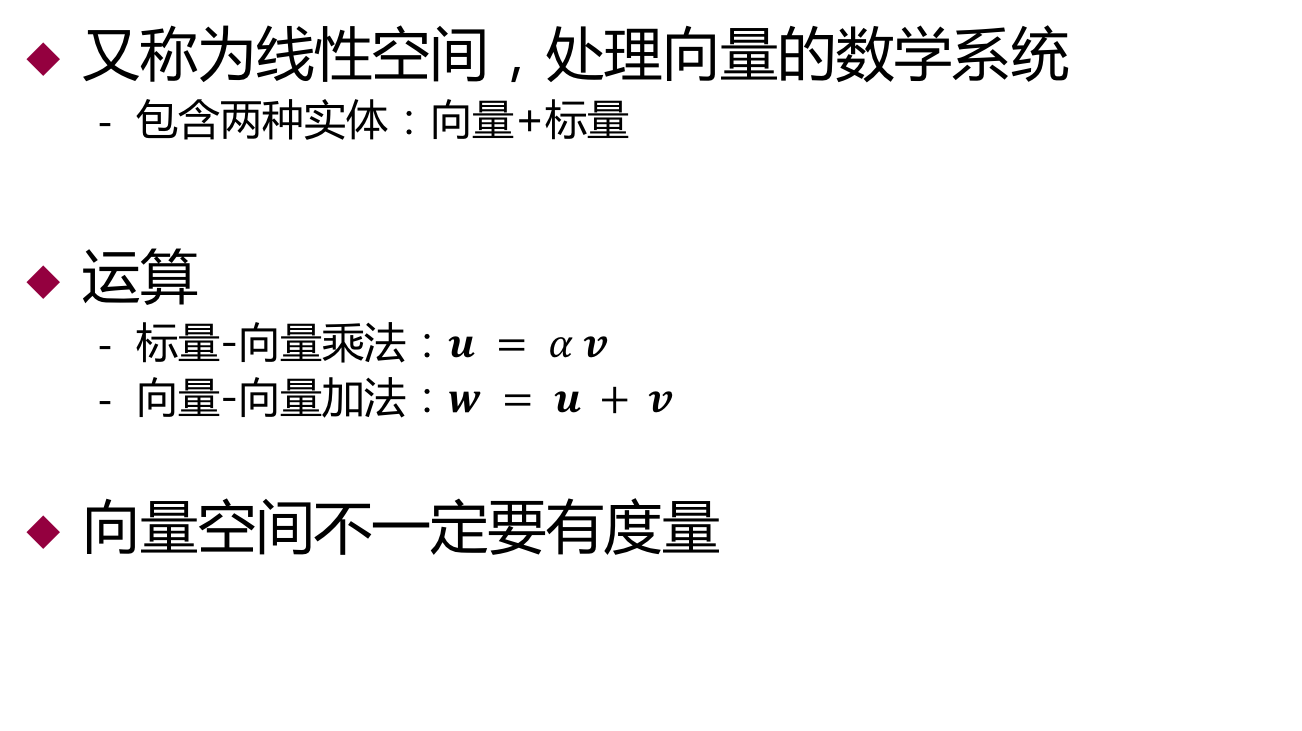 ◆ 又称为线性空间，处理向量的数学系统
- 包含两种实体：向量+标量
◆ 运算
- 标量-向量乘法：u = α v
- 向量-向量加法：w = u + v
◆ 向量空间不一定要有度量